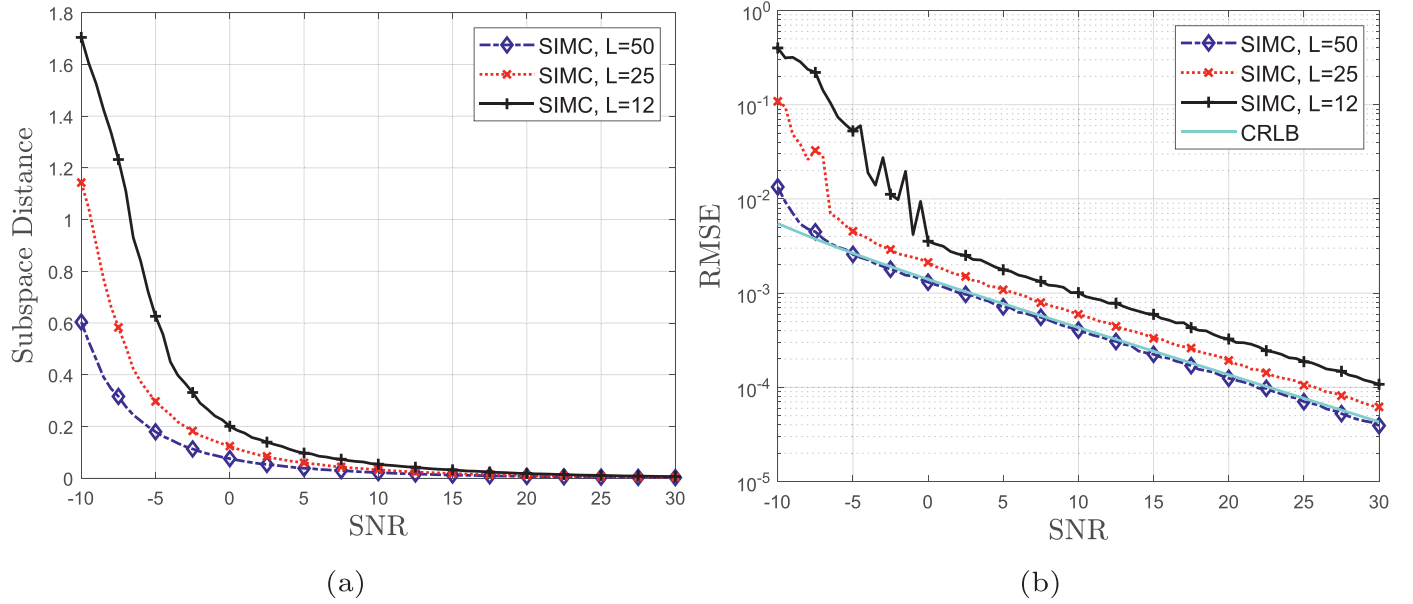 1.8
1.6
1.4
1.2
1
0.8
0.6
0.4
0.2
0
Subspace Distance
-10 -5 0 5 10 15 20 25 30
SNR
SIMC, L=50
SIMC, L=25
SIMC, L=12
(a)
10^0
10^-1
10^-2
10^-3
10^-4
10^-5
RMSE
-10 -5 0 5 10 15 20 25 30
SNR
SIMC, L=50
SIMC, L=25
SIMC, L=12
CRLB
(b)